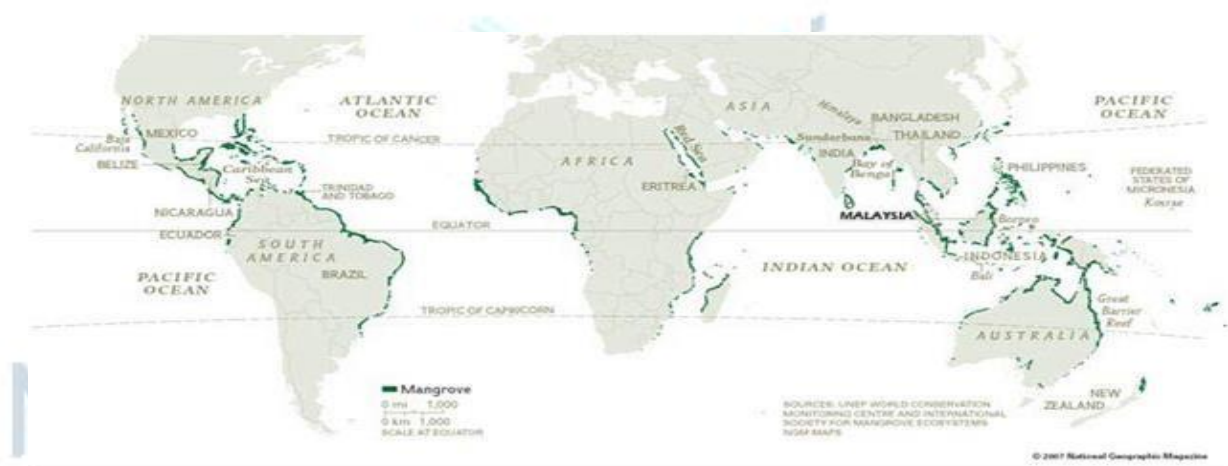 NORTH AMERICA
ATLANTIC
OCEAN
ASIA
Himalaya
PACIFIC
OCEAN
BANGLADESH
Baja
California
MEXICO
TROPIC OF CANCER
Red Sea
Sundarbans
THAILAND
BELIZE
Caribbean
Sea
AFRICA
INDIA
Bay of
Bengal
PHILIPPINES
FEDERATED
STATES OF
MICRONESIA
Kosrae
TRINIDAD
AND TOBAGO
ERITREA
NICARAGUA
MALAYSIA
Borneo
ECUADOR
EQUATOR
SOUTH
AMERICA
INDONESIA
PACIFIC
OCEAN
BRAZIL
INDIAN OCEAN
Bali
TROPIC OF CAPRICORN
Great
Barrier
Reef
AUSTRALIA
Mangrove
0 mi 1,000
0 km 1,000
SCALE AT EQUATOR
SOURCES: UNEP WORLD CONSERVATION
MONITORING CENTRE AND INTERNATIONAL
SOCIETY FOR MANGROVE ECOSYSTEMS
NGM MAPS
NEW
ZEALAND
© 2007 National Geographic Magazine